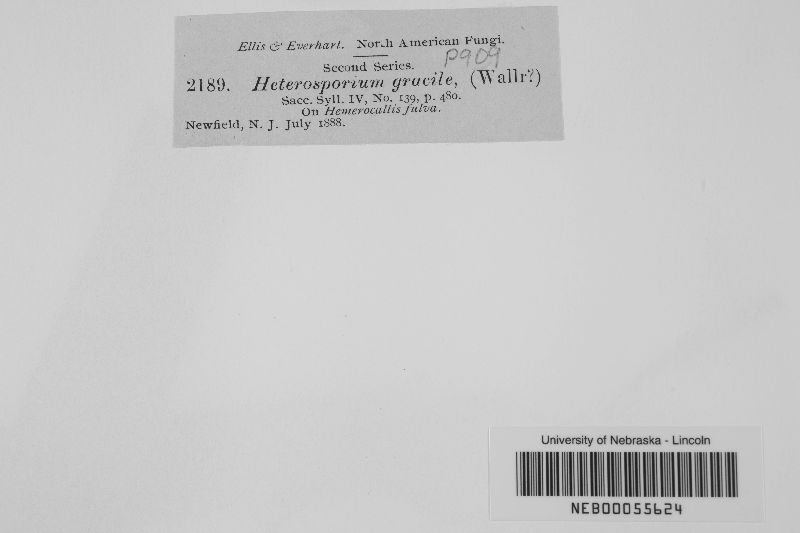 Ellis & Everhart. North American Fungi.
P909
Second Series.
2189. Heterosporium gracile, (Wallr?)
Sacc. Syll. IV, No. 139, p. 480.
On Hemerocallis fulva.
Newfield, N. J. July 1888.
University of Nebraska - Lincoln
NEB00055624